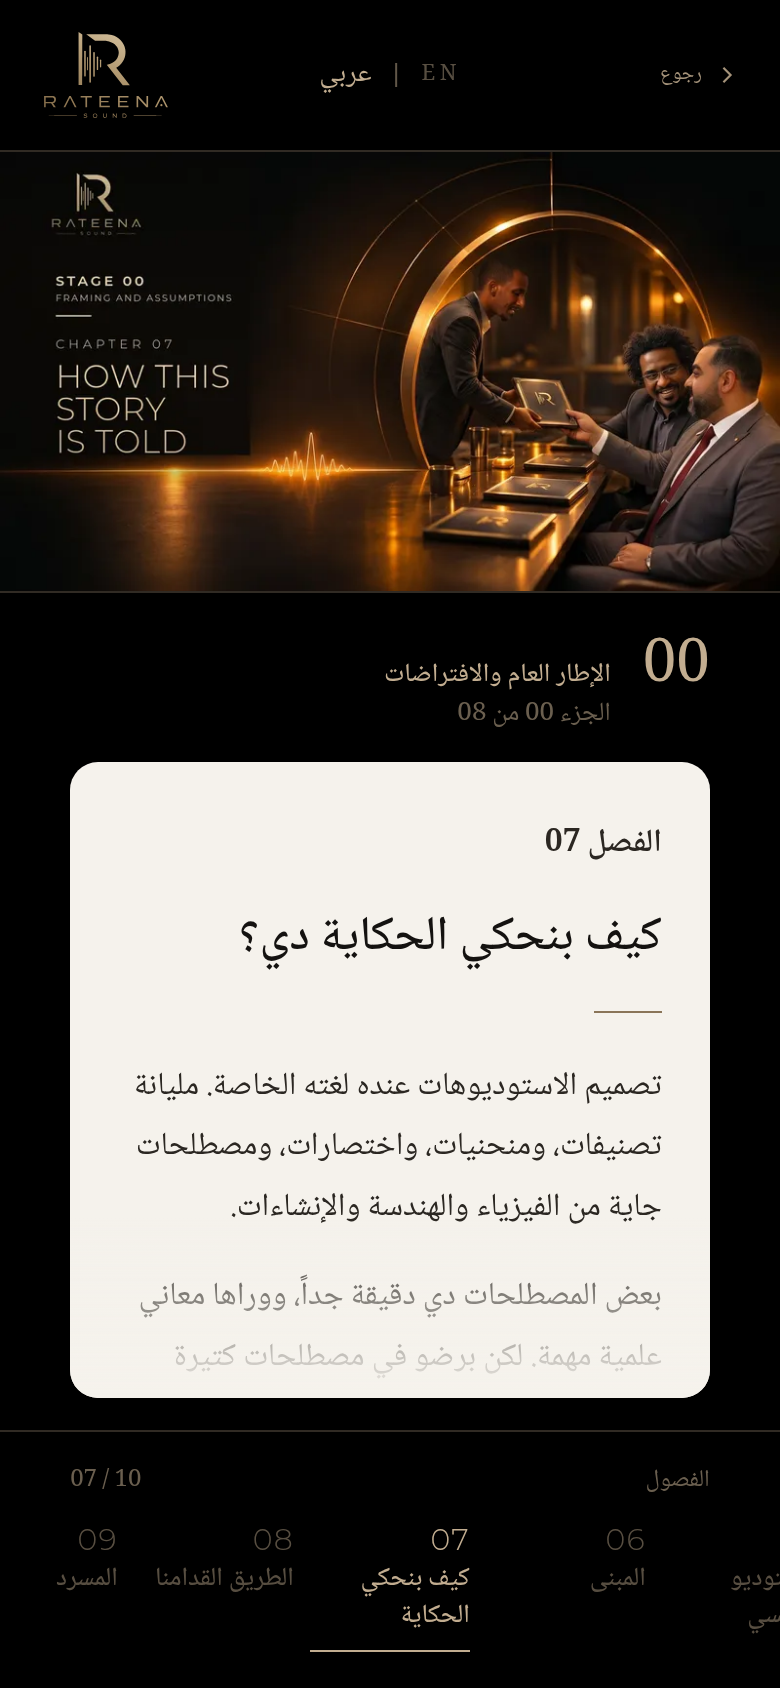 RATEENA
SOUND
عربي | EN
رجوع
RATEENA
SOUND
STAGE 00
FRAMING AND ASSUMPTIONS
CHAPTER 07
HOW THIS
STORY
IS TOLD
00
الإطار العام والافتراضات
الجزء 00 من 08
الفصل 07
كيف بنحكي الحكاية دي؟
تصميم الاستوديوهات عنده لغته الخاصة. مليانة
تصنيفات، ومنحنيات، واختصارات، ومصطلحات
جاية من الفيزياء والهندسة والإنشاءات.
بعض المصطلحات دي دقيقة جداً، ووراها معاني
علمية مهمة. لكن برضو في مصطلحات كتيرة
الفصول
07 / 10
06
المبنى
07
كيف بنحكي
الحكاية
08
الطريق القدامنا
09
المسرد